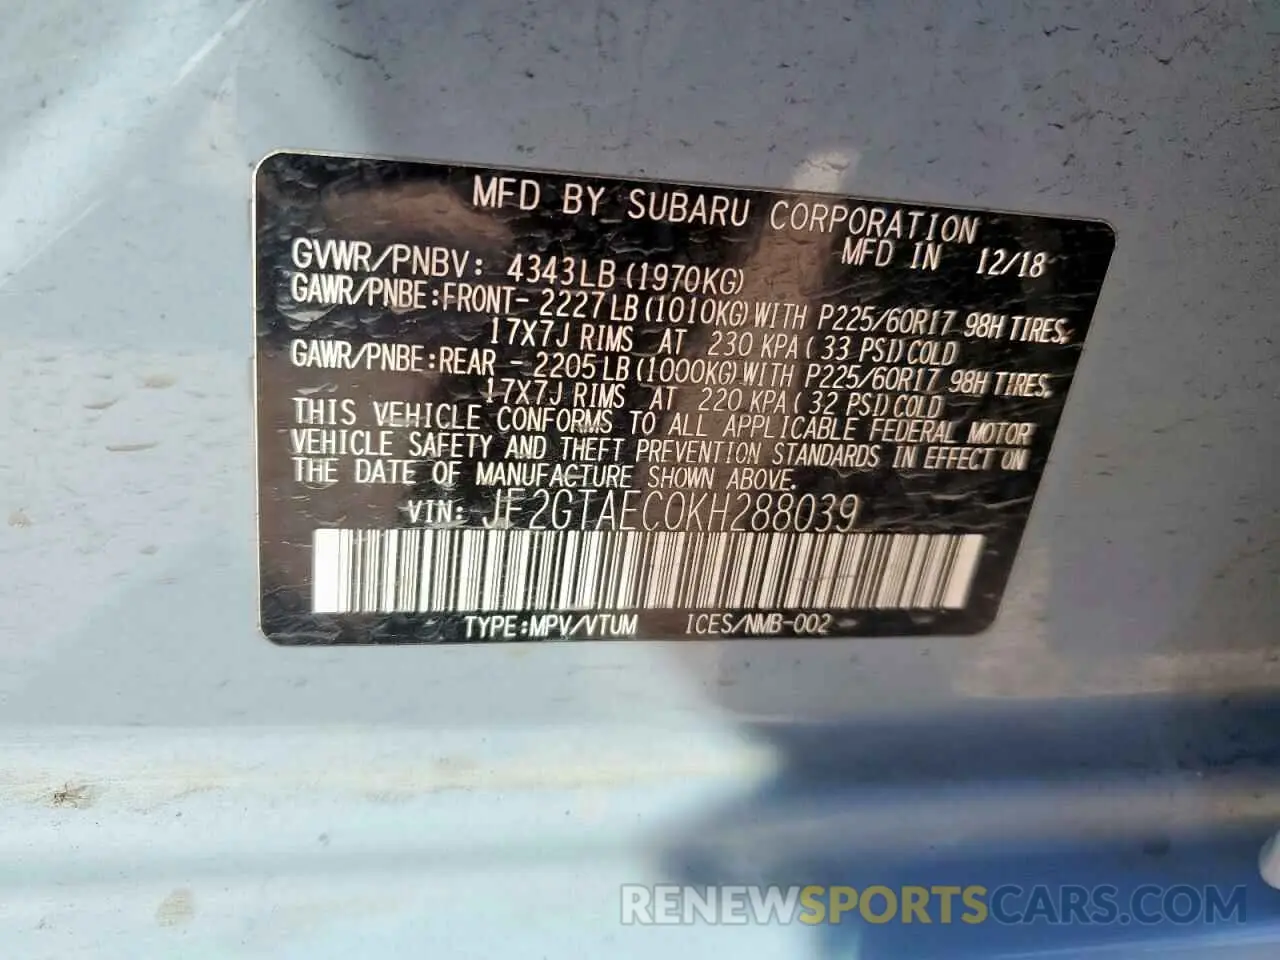 MFD BY SUBARU CORPORATION
MFD IN 12/18
GVWR/PNBV: 4343LB(1970KG)
GAWR/PNBE:FRONT- 2227LB(1010KG)WITH P225/60R17 98H TIRES,
17X7J RIMS AT 230 KPA( 33 PSI)COLD
GAWR/PNBE:REAR - 2205LB(1000KG)WITH P225/60R17 98H TIRES,
17X7J RIMS AT 220 KPA( 32 PSI)COLD
THIS VEHICLE CONFORMS TO ALL APPLICABLE FEDERAL MOTOR
VEHICLE SAFETY AND THEFT PREVENTION STANDARDS IN EFFECT ON
THE DATE OF MANUFACTURE SHOWN ABOVE.
VIN: JF2GTAEC0KH288039
TYPE:MPV/VTUM ICES/NMB-002
RENEWSPORTSCARS.COM